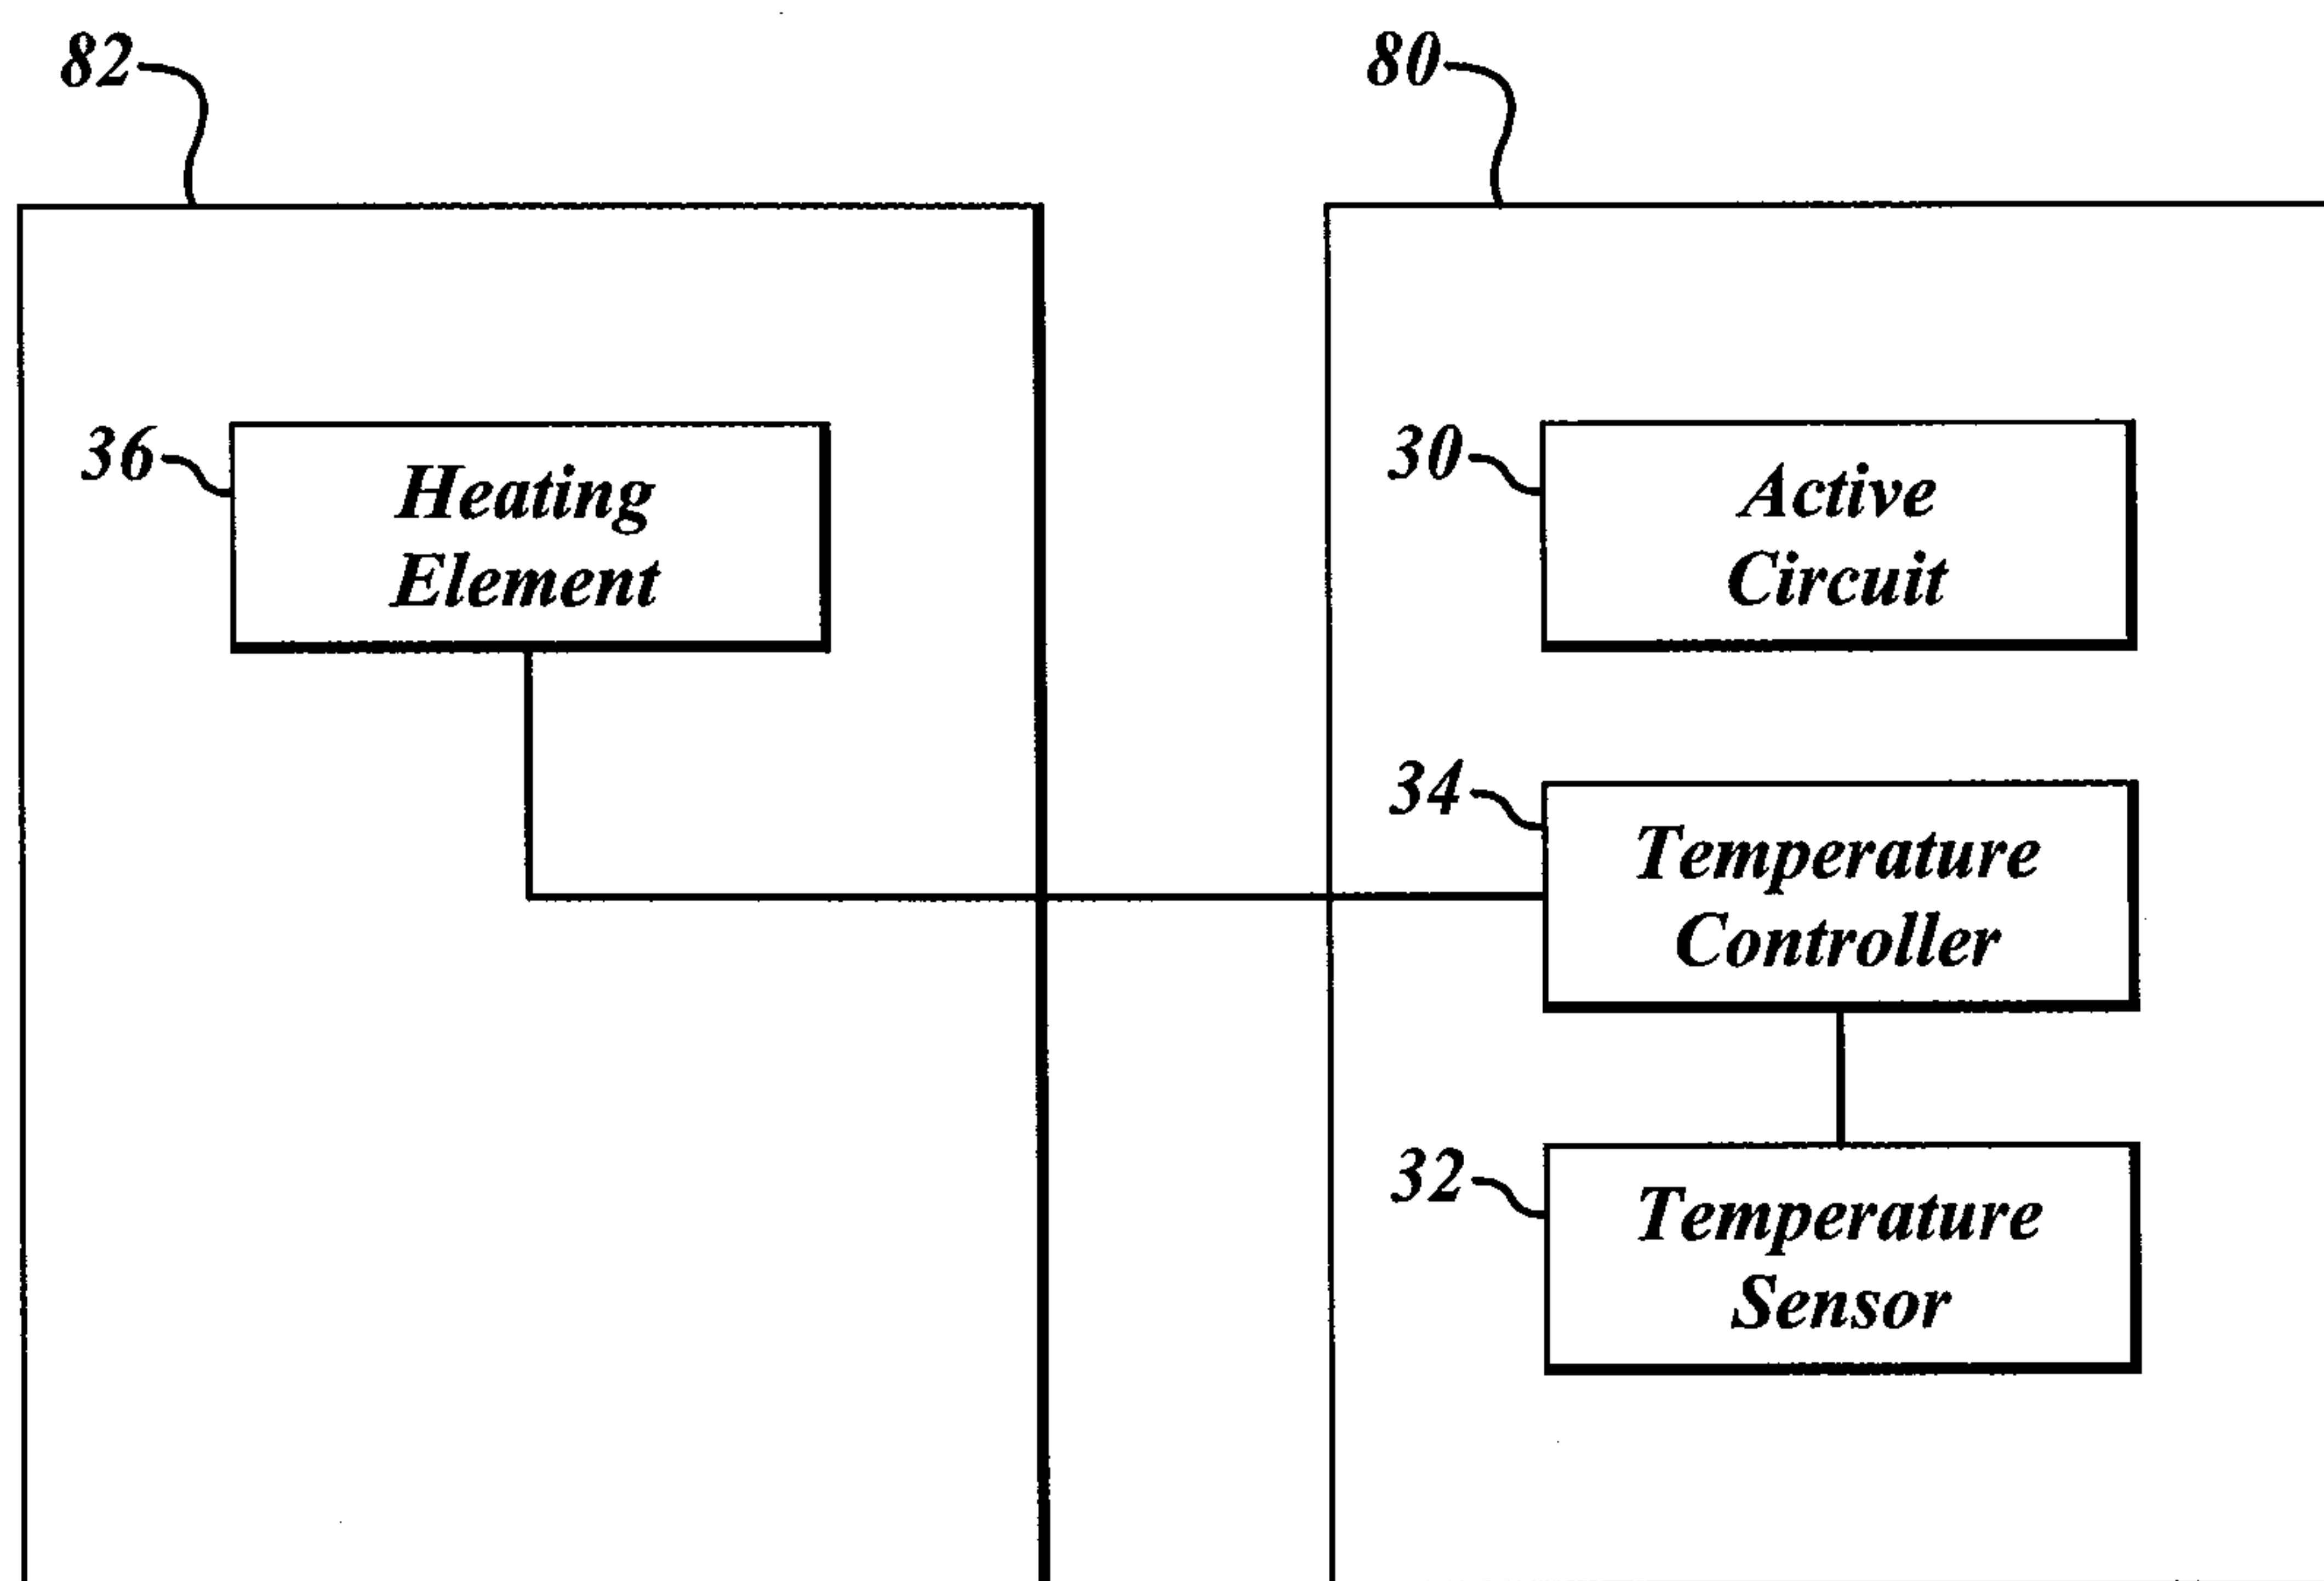 82
80
36
Heating
Element
30
Active
Circuit
34
Temperature
Controller
32
Temperature
Sensor